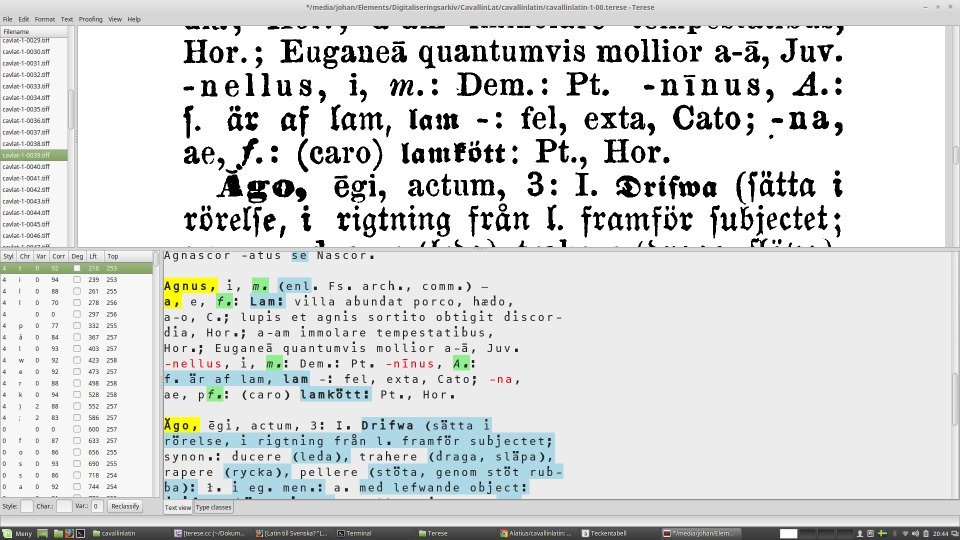 */media/johan/Elements/Digitaliseringsarkiv/CavallinLat/cavallinlatin/cavallinlatin-1-00.terese - Terese
File Edit Text Proofing View Help
Filename
cavlat-1-0029.tiff
cavlat-1-0030.tiff
cavlat-1-0031.tiff
cavlat-1-0032.tiff
cavlat-1-0033.tiff
cavlat-1-0034.tiff
cavlat-1-0035.tiff
cavlat-1-0036.tiff
cavlat-1-0037.tiff
cavlat-1-0038.tiff
cavlat-1-0039.tiff
cavlat-1-0040.tiff
cavlat-1-0041.tiff
cavlat-1-0042.tiff
cavlat-1-0043.tiff
cavlat-1-0044.tiff
cavlat-1-0045.tiff
cavlat-1-0046.tiff
Hor.; Euganeā quantumvis mollior a-ā, Juv.
-nellus, i, m.: Dem.: Pt. -nīnus, A.:
ſ. är af lam, lam -: fel, exta, Cato; -na,
ae, f.: (caro) lamkött: Pt., Hor.
Ăgo, ēgi, actum, 3: I. Drifwa (ſätta i
rörelſe, i rigtning från l. framför ſubjectet;
Styl Chr Var Corr Deg Lft Top
4 t 0 92 216 253
4 i 0 94 239 253
4 l 0 88 261 255
4 l 0 70 278 256
4 0 0 297 256
4 p 0 77 332 255
4 å 0 84 367 257
4 l 0 93 403 257
4 w 0 92 423 258
4 e 0 92 473 257
4 r 0 88 498 258
4 k 0 94 528 258
4 ) 2 88 552 257
4 ; 2 83 586 257
0 0 0 600 257
0 f 0 87 633 257
0 o 0 86 656 255
0 s 0 93 690 255
0 s 0 86 718 254
0 a 0 92 744 254
Style: Char.: Var.: 0 Reclassify
Agnascor -atus se Nascor.
Agnus, i, m. (enl. Fs. arch., comm.) —
a, e, f.: Lam: villa abundat porco, hædo,
a-o, C.; lupis et agnis sortito obtigit discor-
dia, Hor.; a-am immolare tempestatibus,
Hor.; Euganeā quantumvis mollior a-ā, Juv.
-nellus, i, m.: Dem.: Pt. -nīnus, A.:
f. är af lam, lam -: fel, exta, Cato; -na,
ae, pf.: (caro) lamkött: Pt., Hor.
Ăgo, ēgi, actum, 3: I. Drifwa (sätta i
rörelse, i rigtning från l. framför subjectet;
synon.: ducere (leda), trahere (draga, släpa),
rapere (rycka), pellere (stöta, genom stöt rub-
ba): 1. i eg. men.: a. med lefwande object:
Text view Type classes
Meny cavallinlatin [terese.cc (~/Dokum... [Latin till Svenska? "L... Terminal Terese Alatius/cavallinlatin: ... Teckentabell *[/media/johan/Elem... 20:44